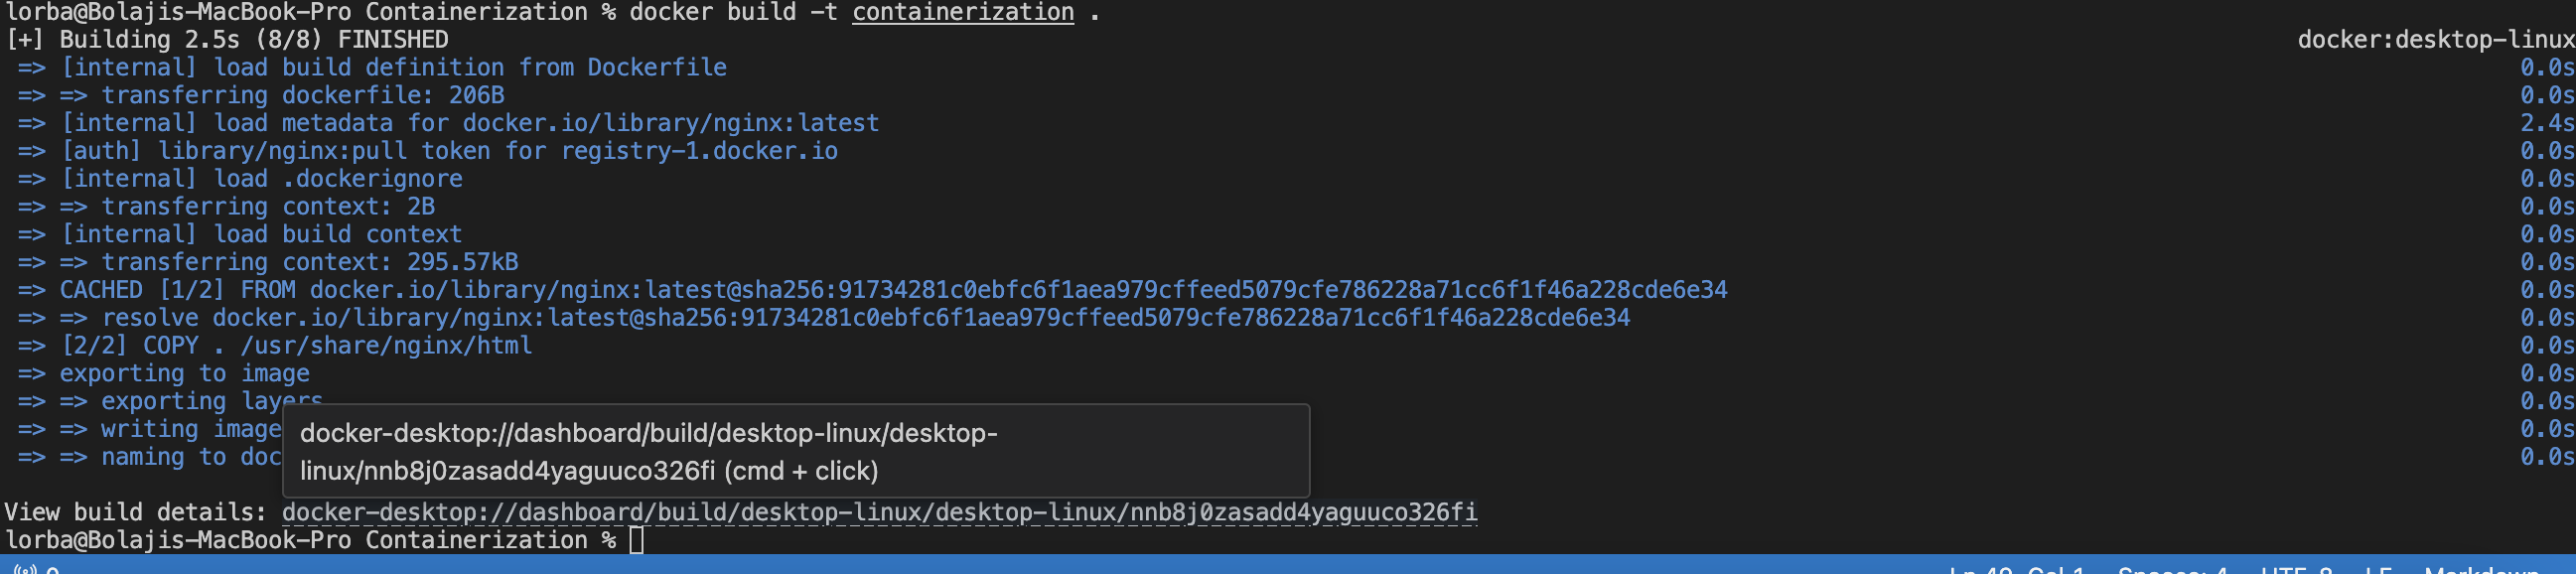 lorba@Bolajis-MacBook-Pro Containerization % docker build -t containerization .
[+] Building 2.5s (8/8) FINISHED docker:desktop-linux
=> [internal] load build definition from Dockerfile 0.0s
=> => transferring dockerfile: 206B 0.0s
=> [internal] load metadata for docker.io/library/nginx:latest 2.4s
=> [auth] library/nginx:pull token for registry-1.docker.io 0.0s
=> [internal] load .dockerignore 0.0s
=> => transferring context: 2B 0.0s
=> [internal] load build context 0.0s
=> => transferring context: 295.57kB 0.0s
=> CACHED [1/2] FROM docker.io/library/nginx:latest@sha256:91734281c0ebfc6f1aea979cffeed5079cfe786228a71cc6f1f46a228cde6e34 0.0s
=> => resolve docker.io/library/nginx:latest@sha256:91734281c0ebfc6f1aea979cffeed5079cfe786228a71cc6f1f46a228cde6e34 0.0s
=> [2/2] COPY . /usr/share/nginx/html 0.0s
=> exporting to image 0.0s
=> => exporting layers 0.0s
=> => writing image 0.0s
=> => naming to doc 0.0s
docker-desktop://dashboard/build/desktop-linux/desktop-
linux/nnb8j0zasadd4yaguuco326fi (cmd + click)
View build details: docker-desktop://dashboard/build/desktop-linux/desktop-linux/nnb8j0zasadd4yaguuco326fi
lorba@Bolajis-MacBook-Pro Containerization %